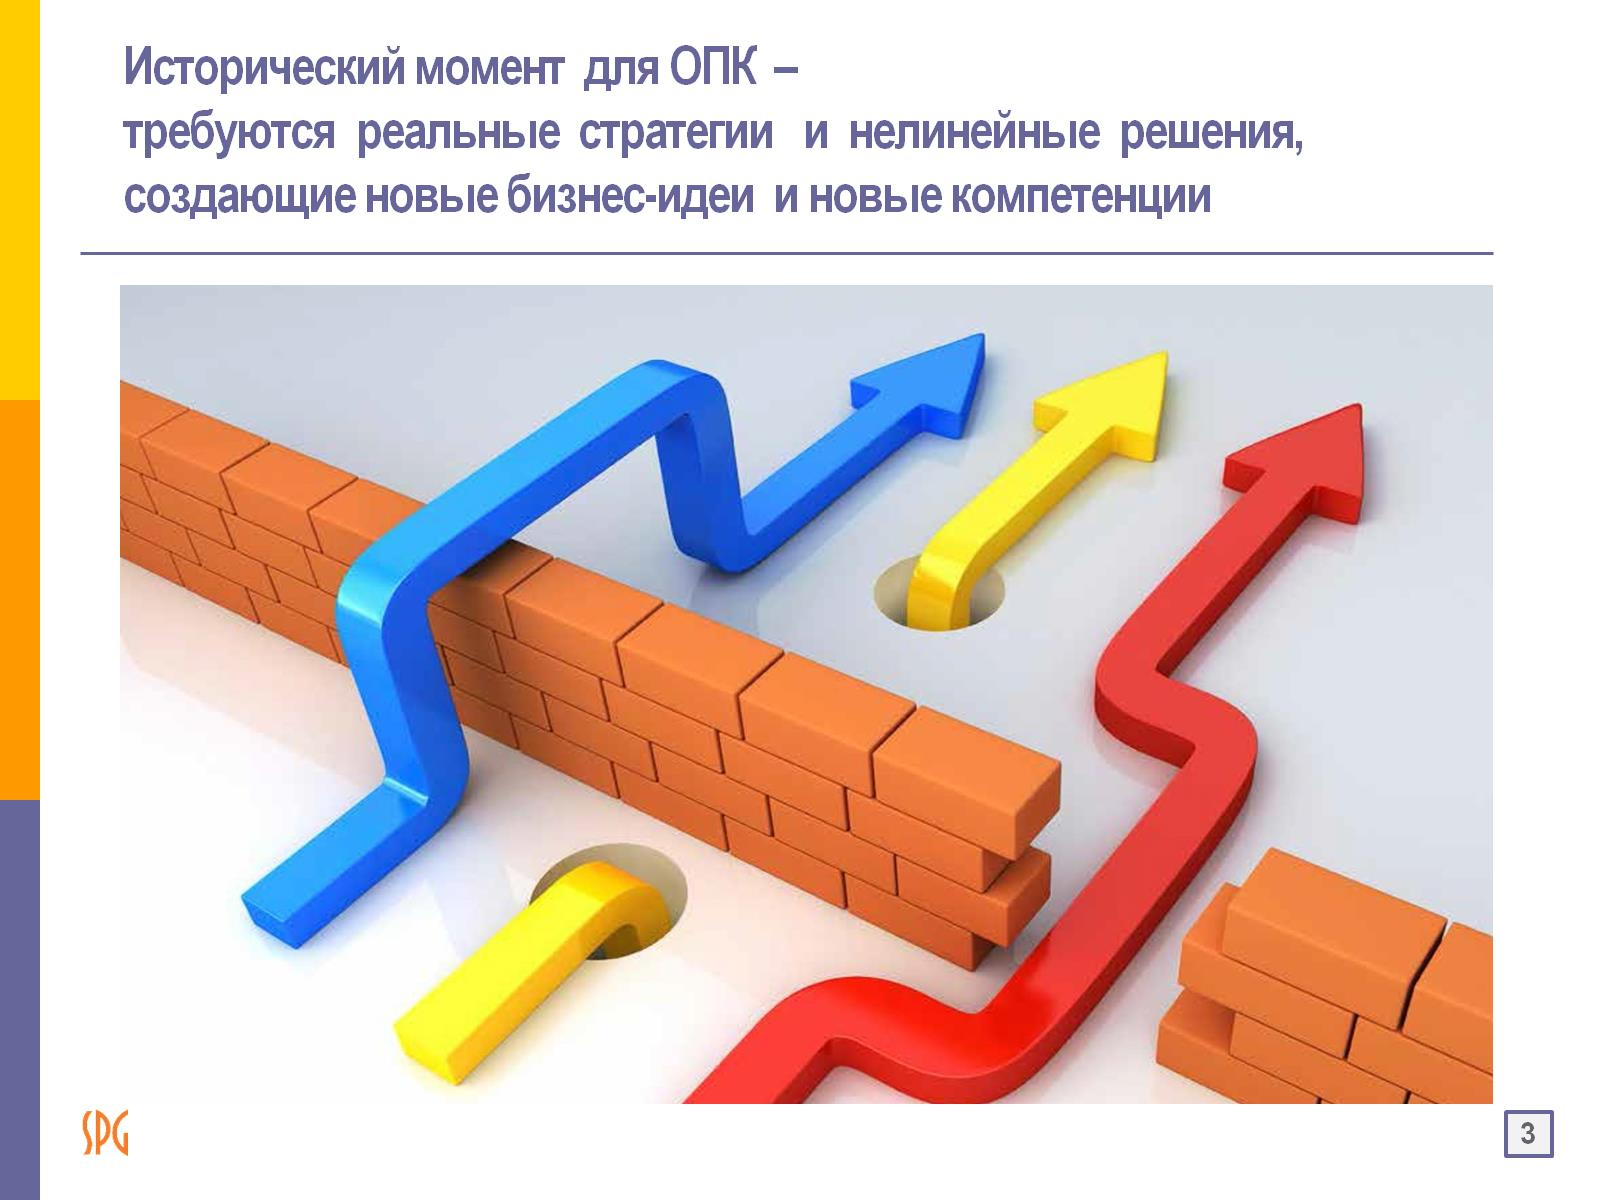 Исторический момент для ОПК –
требуются реальные стратегии и нелинейные решения,
создающие новые бизнес-идеи и новые компетенции
SPG
3